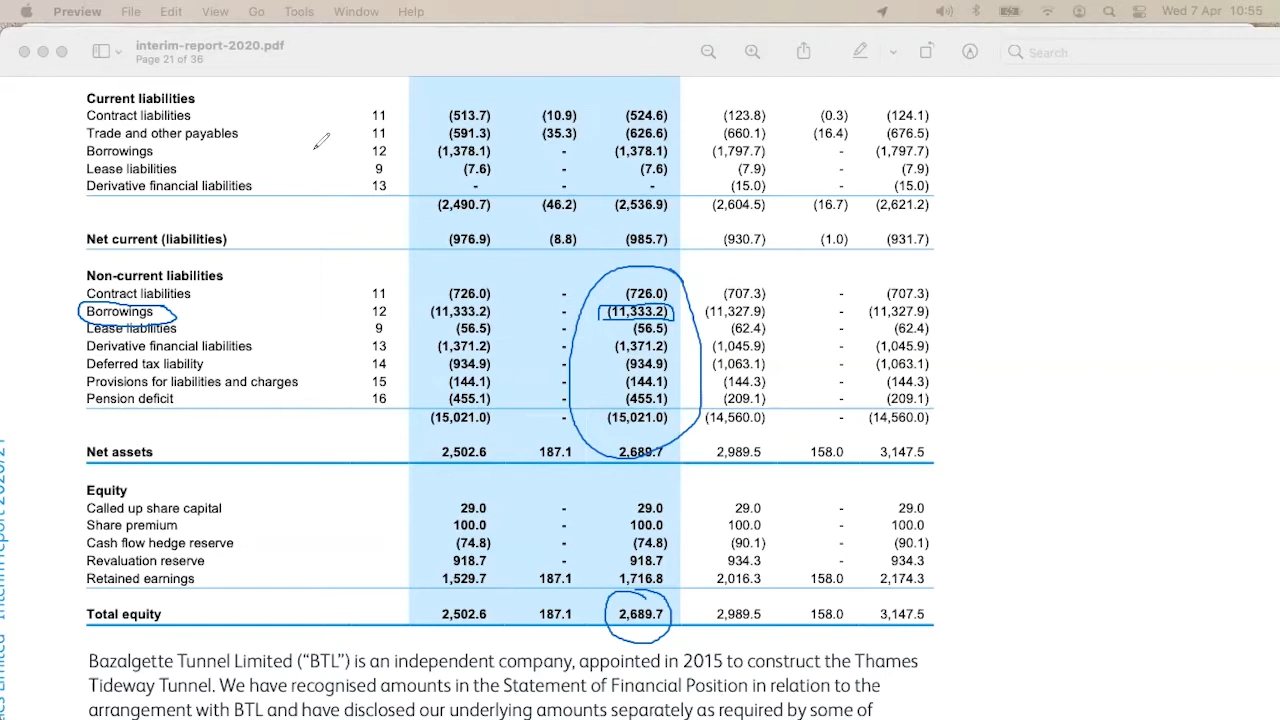 Preview File Edit View Go Tools Window Help Wed 7 Apr 10:55
interim-report-2020.pdf
Page 21 of 36
Search
Current liabilities
Contract liabilities 11 (513.7) (10.9) (524.6) (123.8) (0.3) (124.1)
Trade and other payables 11 (591.3) (35.3) (626.6) (660.1) (16.4) (676.5)
Borrowings 12 (1,378.1) - (1,378.1) (1,797.7) - (1,797.7)
Lease liabilities 9 (7.6) - (7.6) (7.9) - (7.9)
Derivative financial liabilities 13 - - - (15.0) - (15.0)
(2,490.7) (46.2) (2,536.9) (2,604.5) (16.7) (2,621.2)
Net current (liabilities) (976.9) (8.8) (985.7) (930.7) (1.0) (931.7)
Non-current liabilities
Contract liabilities 11 (726.0) - (726.0) (707.3) - (707.3)
Borrowings 12 (11,333.2) - (11,333.2) (11,327.9) - (11,327.9)
Lease liabilities 9 (56.5) - (56.5) (62.4) - (62.4)
Derivative financial liabilities 13 (1,371.2) - (1,371.2) (1,045.9) - (1,045.9)
Deferred tax liability 14 (934.9) - (934.9) (1,063.1) - (1,063.1)
Provisions for liabilities and charges 15 (144.1) - (144.1) (144.3) - (144.3)
Pension deficit 16 (455.1) - (455.1) (209.1) - (209.1)
(15,021.0) - (15,021.0) (14,560.0) - (14,560.0)
Net assets 2,502.6 187.1 2,689.7 2,989.5 158.0 3,147.5
Equity
Called up share capital 29.0 - 29.0 29.0 - 29.0
Share premium 100.0 - 100.0 100.0 - 100.0
Cash flow hedge reserve (74.8) - (74.8) (90.1) - (90.1)
Revaluation reserve 918.7 - 918.7 934.3 - 934.3
Retained earnings 1,529.7 187.1 1,716.8 2,016.3 158.0 2,174.3
Total equity 2,502.6 187.1 2,689.7 2,989.5 158.0 3,147.5
Bazalgette Tunnel Limited (“BTL”) is an independent company, appointed in 2015 to construct the Thames
Tideway Tunnel. We have recognised amounts in the Statement of Financial Position in relation to the
arrangement with BTL and have disclosed our underlying amounts separately as required by some of
Limited Interim report 2020/21